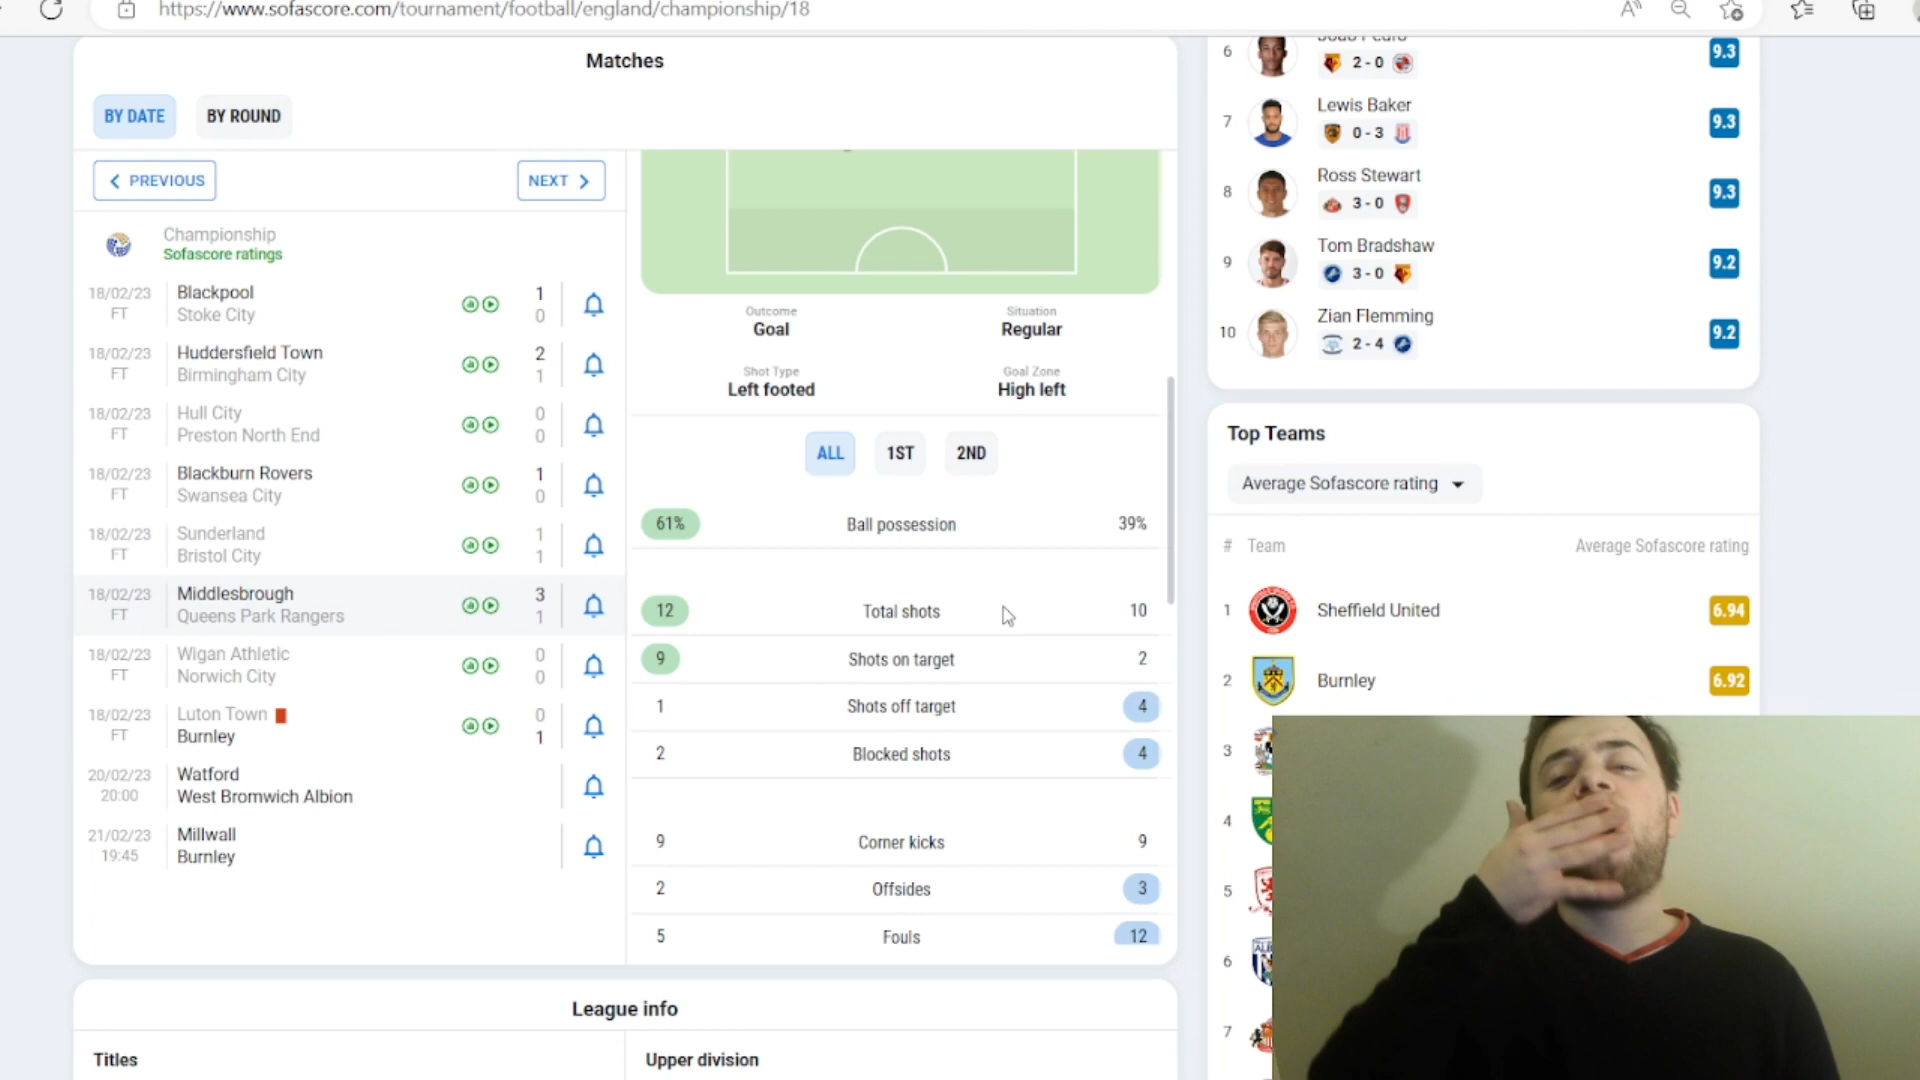 https://www.sofascore.com/tournament/football/england/championship/18
Matches
BY DATE
BY ROUND
PREVIOUS
NEXT
Championship
Sofascore ratings
18/02/23 Blackpool 1
FT Stoke City 0
18/02/23 Huddersfield Town 2
FT Birmingham City 1
18/02/23 Hull City 0
FT Preston North End 0
18/02/23 Blackburn Rovers 1
FT Swansea City 0
18/02/23 Sunderland 1
FT Bristol City 1
18/02/23 Middlesbrough 3
FT Queens Park Rangers 1
18/02/23 Wigan Athletic 0
FT Norwich City 0
18/02/23 Luton Town 0
FT Burnley 1
20/02/23 Watford
20:00 West Bromwich Albion
21/02/23 Millwall
19:45 Burnley
Outcome Situation
Goal Regular
Shot Type Goal Zone
Left footed High left
ALL 1ST 2ND
61% Ball possession 39%
12 Total shots 10
9 Shots on target 2
1 Shots off target 4
2 Blocked shots 4
9 Corner kicks 9
2 Offsides 3
5 Fouls 12
League info
Titles Upper division
6 João Pedro 9.3
2 - 0
7 Lewis Baker 9.3
0 - 3
8 Ross Stewart 9.3
3 - 0
9 Tom Bradshaw 9.2
3 - 0
10 Zian Flemming 9.2
2 - 4
Top Teams
Average Sofascore rating
# Team Average Sofascore rating
1 Sheffield United 6.94
2 Burnley 6.92
3
4
5
6
7